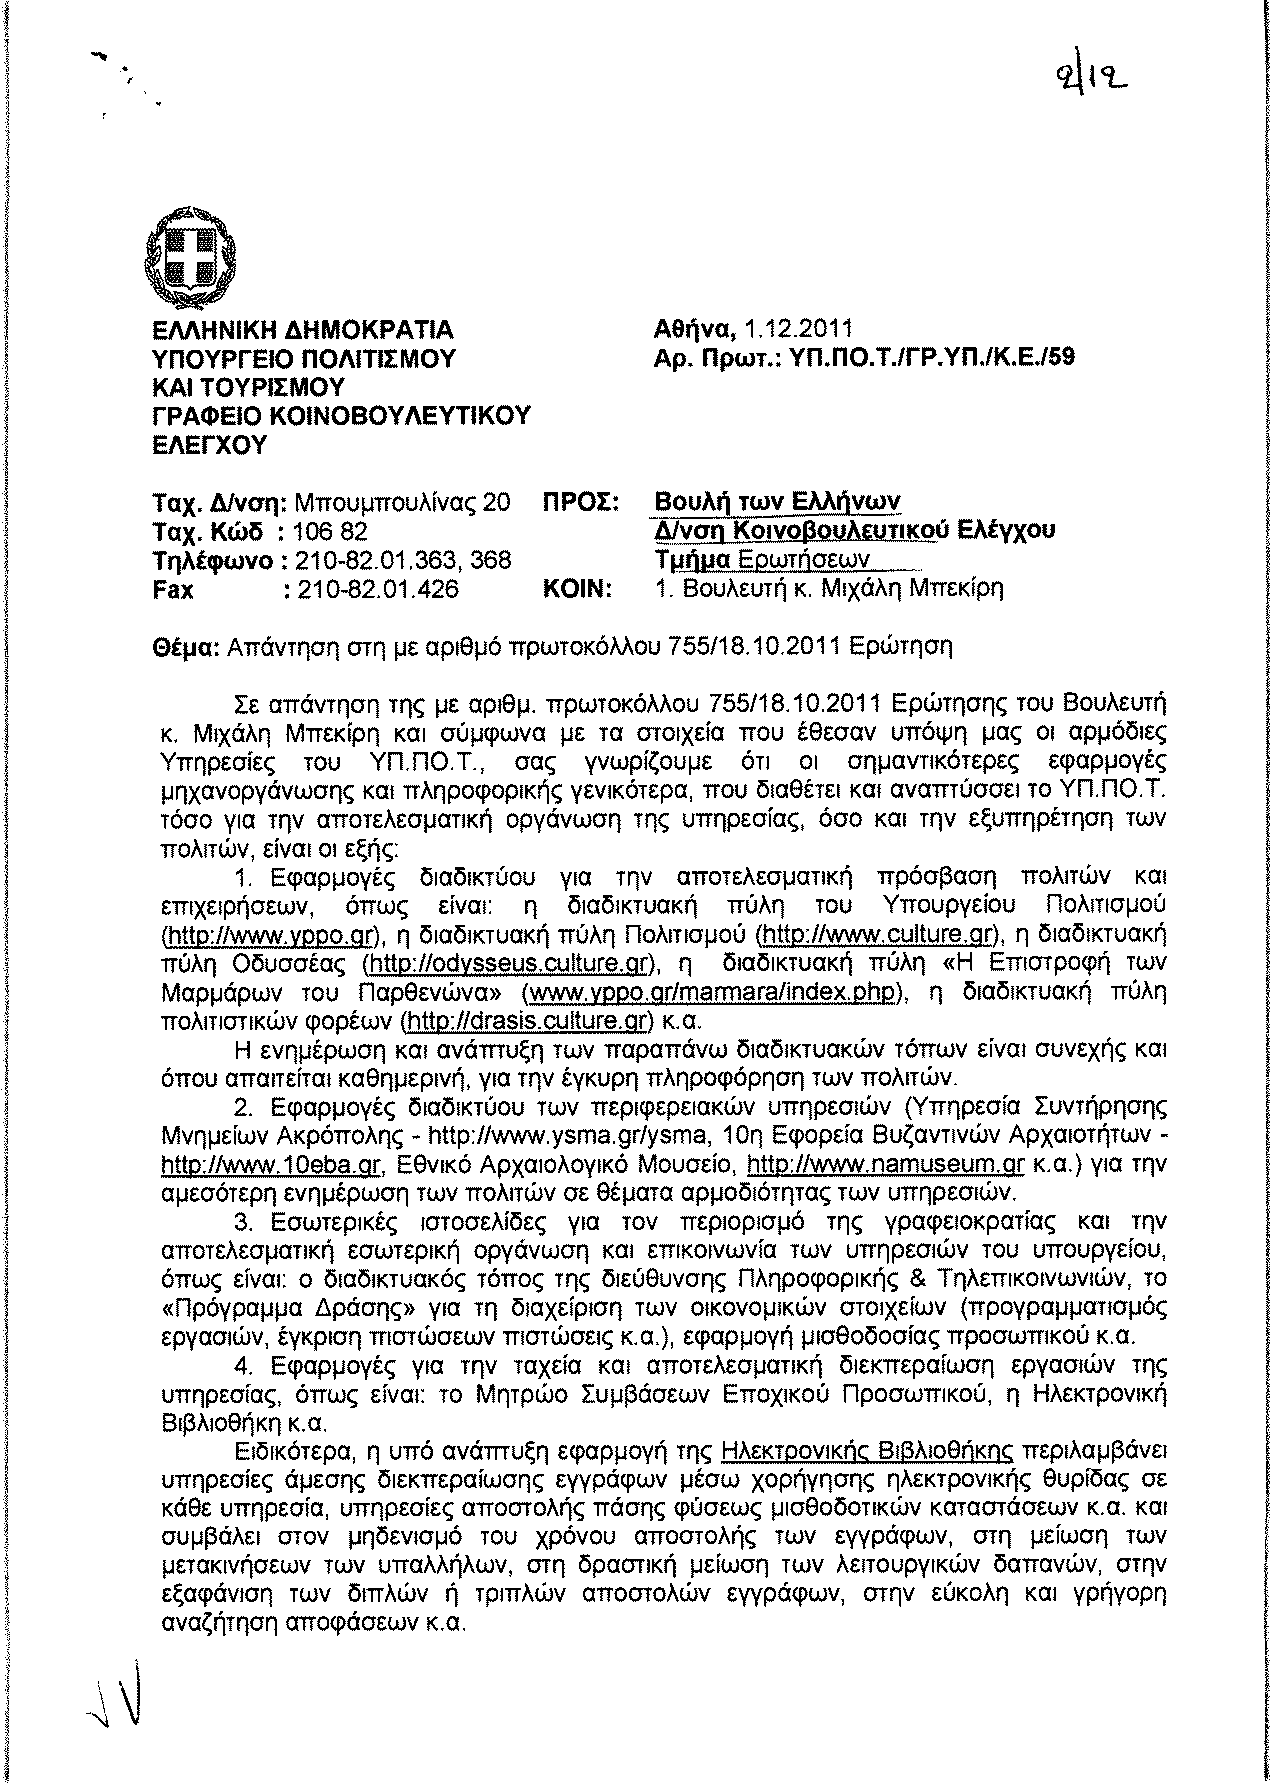 2/12
ΕΛΛΗΝΙΚΗ ΔΗΜΟΚΡΑΤΙΑ
ΥΠΟΥΡΓΕΙΟ ΠΟΛΙΤΙΣΜΟΥ
ΚΑΙ ΤΟΥΡΙΣΜΟΥ
ΓΡΑΦΕΙΟ ΚΟΙΝΟΒΟΥΛΕΥΤΙΚΟΥ
ΕΛΕΓΧΟΥ
Αθήνα, 1.12.2011
Αρ. Πρωτ.: ΥΠ.ΠΟ.Τ./ΓΡ.ΥΠ./Κ.Ε./59
Ταχ. Δ/νση: Μπουμπουλίνας 20 ΠΡΟΣ: Βουλή των Ελλήνων
Ταχ. Κώδ : 106 82 Δ/νση Κοινοβουλευτικού Ελέγχου
Τηλέφωνο : 210-82.01.363, 368 Τμήμα Ερωτήσεων
Fax : 210-82.01.426 ΚΟΙΝ: 1. Βουλευτή κ. Μιχάλη Μπεκίρη
Θέμα: Απάντηση στη με αριθμό πρωτοκόλλου 755/18.10.2011 Ερώτηση
Σε απάντηση της με αριθμ. πρωτοκόλλου 755/18.10.2011 Ερώτησης του Βουλευτή
κ. Μιχάλη Μπεκίρη και σύμφωνα με τα στοιχεία που έθεσαν υπόψη μας οι αρμόδιες
Υπηρεσίες του ΥΠ.ΠΟ.Τ., σας γνωρίζουμε ότι οι σημαντικότερες εφαρμογές
μηχανοργάνωσης και πληροφορικής γενικότερα, που διαθέτει και αναπτύσσει το ΥΠ.ΠΟ.Τ.
τόσο για την αποτελεσματική οργάνωση της υπηρεσίας, όσο και την εξυπηρέτηση των
πολιτών, είναι οι εξής:
1. Εφαρμογές διαδικτύου για την αποτελεσματική πρόσβαση πολιτών και
επιχειρήσεων, όπως είναι: η διαδικτυακή πύλη του Υπουργείου Πολιτισμού
(http://www.yppo.gr), η διαδικτυακή πύλη Πολιτισμού (http://www.culture.gr), η διαδικτυακή
πύλη Οδυσσέας (http://odysseus.culture.gr), η διαδικτυακή πύλη «Η Επιστροφή των
Μαρμάρων του Παρθενώνα» (www.yppo.gr/marmara/index.php), η διαδικτυακή πύλη
πολιτιστικών φορέων (http://drasis.culture.gr) κ.α.
Η ενημέρωση και ανάπτυξη των παραπάνω διαδικτυακών τόπων είναι συνεχής και
όπου απαιτείται καθημερινή, για την έγκυρη πληροφόρηση των πολιτών.
2. Εφαρμογές διαδικτύου των περιφερειακών υπηρεσιών (Υπηρεσία Συντήρησης
Μνημείων Ακρόπολης - http://www.ysma.gr/ysma, 10η Εφορεία Βυζαντινών Αρχαιοτήτων -
http://www.10eba.gr, Εθνικό Αρχαιολογικό Μουσείο, http://www.namuseum.gr κ.α.) για την
αμεσότερη ενημέρωση των πολιτών σε θέματα αρμοδιότητας των υπηρεσιών.
3. Εσωτερικές ιστοσελίδες για τον περιορισμό της γραφειοκρατίας και την
αποτελεσματική εσωτερική οργάνωση και επικοινωνία των υπηρεσιών του υπουργείου,
όπως είναι: ο διαδικτυακός τόπος της διεύθυνσης Πληροφορικής & Τηλεπικοινωνιών, το
«Πρόγραμμα Δράσης» για τη διαχείριση των οικονομικών στοιχείων (προγραμματισμός
εργασιών, έγκριση πιστώσεων πιστώσεις κ.α.), εφαρμογή μισθοδοσίας προσωπικού κ.α.
4. Εφαρμογές για την ταχεία και αποτελεσματική διεκπεραίωση εργασιών της
υπηρεσίας, όπως είναι: το Μητρώο Συμβάσεων Εποχικού Προσωπικού, η Ηλεκτρονική
Βιβλιοθήκη κ.α.
Ειδικότερα, η υπό ανάπτυξη εφαρμογή της Ηλεκτρονικής Βιβλιοθήκης περιλαμβάνει
υπηρεσίες άμεσης διεκπεραίωσης εγγράφων μέσω χορήγησης ηλεκτρονικής θυρίδας σε
κάθε υπηρεσία, υπηρεσίες αποστολής πάσης φύσεως μισθοδοτικών καταστάσεων κ.α. και
συμβάλει στον μηδενισμό του χρόνου αποστολής των εγγράφων, στη μείωση των
μετακινήσεων των υπαλλήλων, στη δραστική μείωση των λειτουργικών δαπανών, στην
εξαφάνιση των διπλών ή τριπλών αποστολών εγγράφων, στην εύκολη και γρήγορη
αναζήτηση αποφάσεων κ.α.